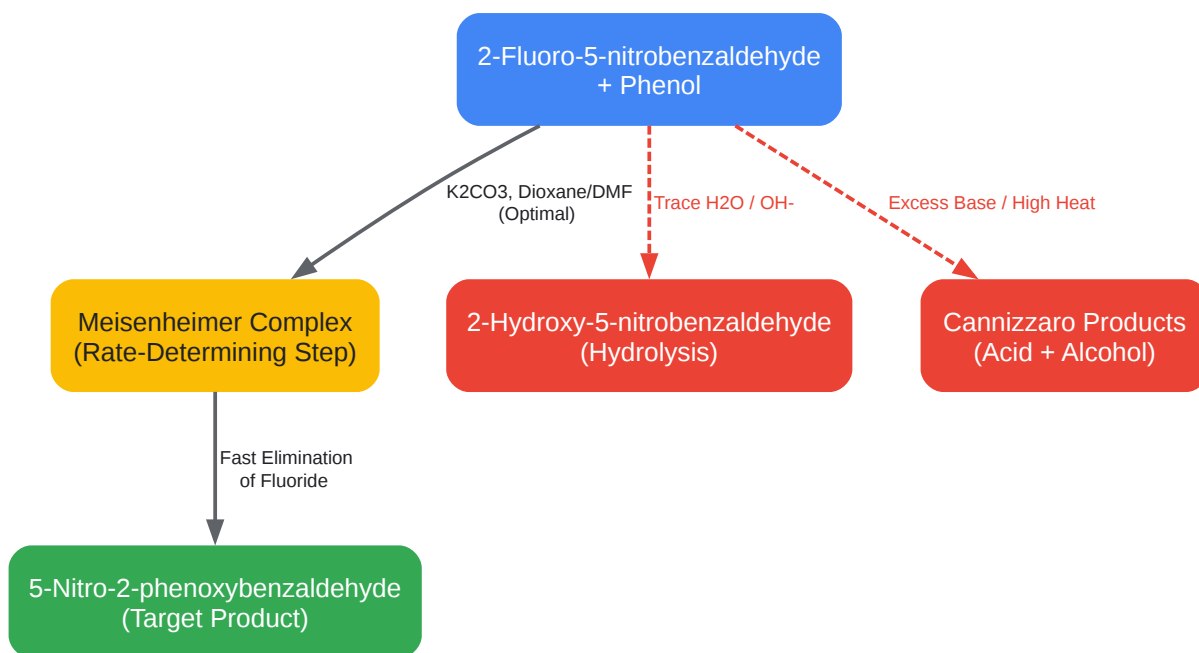 2-Fluoro-5-nitrobenzaldehyde
+ Phenol
K2CO3, Dioxane/DMF
(Optimal)
Trace H2O / OH-
Excess Base / High Heat
Meisenheimer Complex
(Rate-Determining Step)
2-Hydroxy-5-nitrobenzaldehyde
(Hydrolysis)
Cannizzaro Products
(Acid + Alcohol)
Fast Elimination
of Fluoride
5-Nitro-2-phenoxybenzaldehyde
(Target Product)